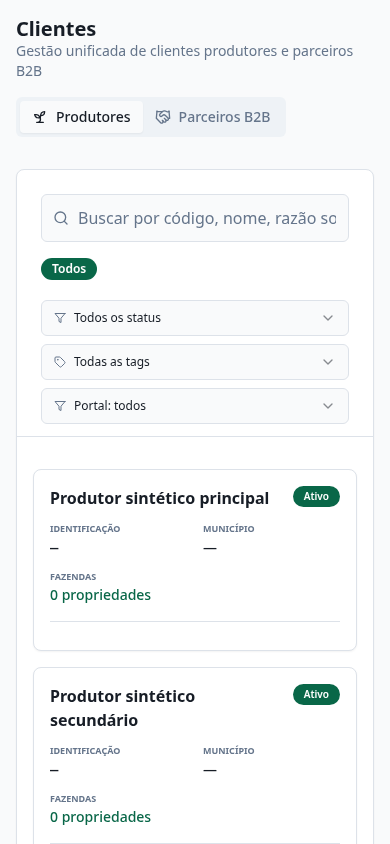 Clientes
Gestão unificada de clientes produtores e parceiros
B2B
Produtores
Parceiros B2B
Buscar por código, nome, razão so
Todos
Todos os status
Todas as tags
Portal: todos
Produtor sintético principal
Ativo
IDENTIFICAÇÃO
MUNICÍPIO
—
—
FAZENDAS
0 propriedades
Produtor sintético
secundário
Ativo
IDENTIFICAÇÃO
MUNICÍPIO
—
—
FAZENDAS
0 propriedades